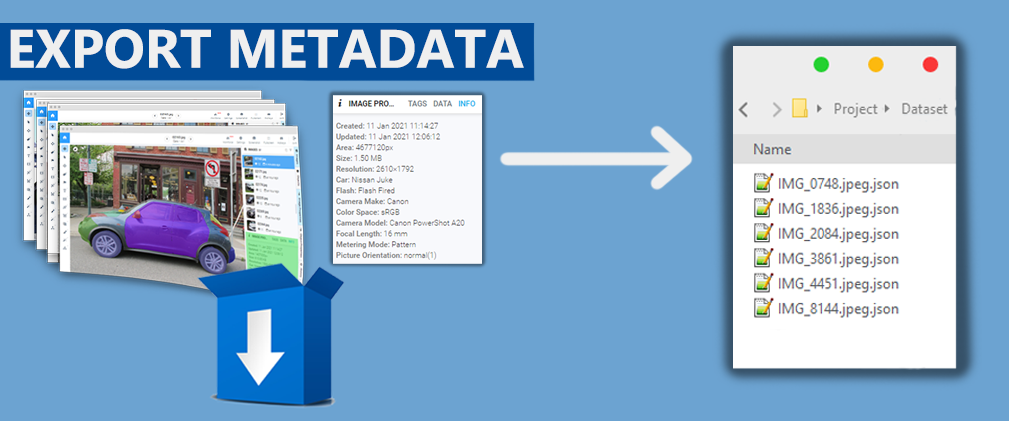 EXPORT METADATA
i IMAGE PRO... TAGS DATA INFO
Created: 11 Jan 2021 11:14:27
Updated: 11 Jan 2021 12:06:12
Area: 4677120px
Size: 1.50 MB
Resolution: 2610×1792
Car: Nissan Juke
Flash: Flash Fired
Camera Make: Canon
Color Space: sRGB
Camera Model: Canon PowerShot A20
Focal Length: 16 mm
Metering Mode: Pattern
Picture Orientation: normal(1)
Project Dataset
Name
IMG_0748.jpeg.json
IMG_1836.jpeg.json
IMG_2084.jpeg.json
IMG_3861.jpeg.json
IMG_4451.jpeg.json
IMG_8144.jpeg.json